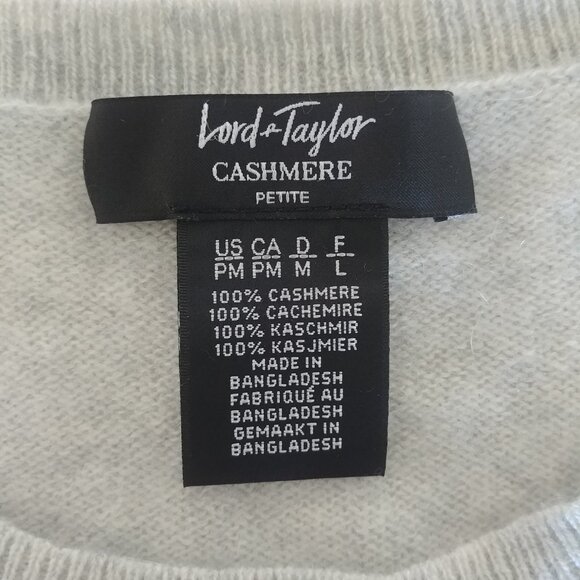 Lord & Taylor
CASHMERE
PETITE
US CA D F
PM PM M L
100% CASHMERE
100% CACHEMIRE
100% KASCHMIR
100% KASJMIER
MADE IN
BANGLADESH
FABRIQUÉ AU
BANGLADESH
GEMAAKT IN
BANGLADESH